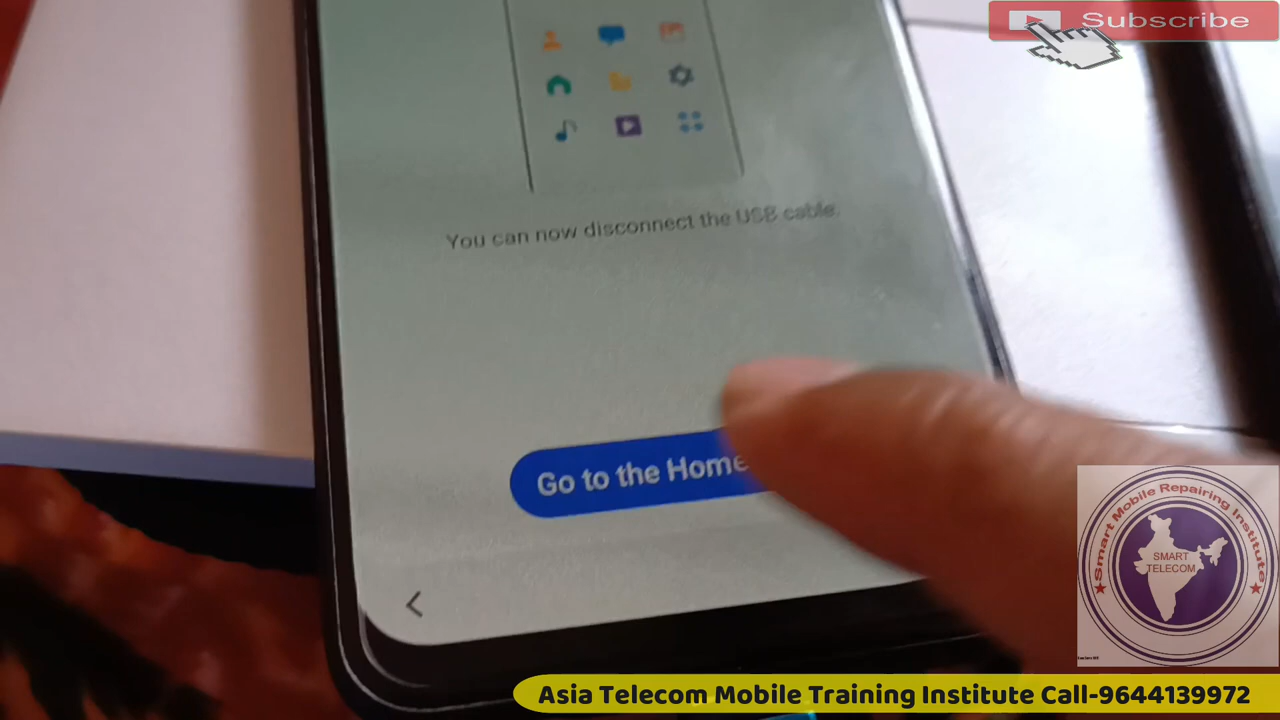 Subscribe
You can now disconnect the USB cable.
Go to the Home
Smart Mobile Repairing Institute
SMART
TELECOM
Asia Telecom Mobile Training Institute Call-9644139972